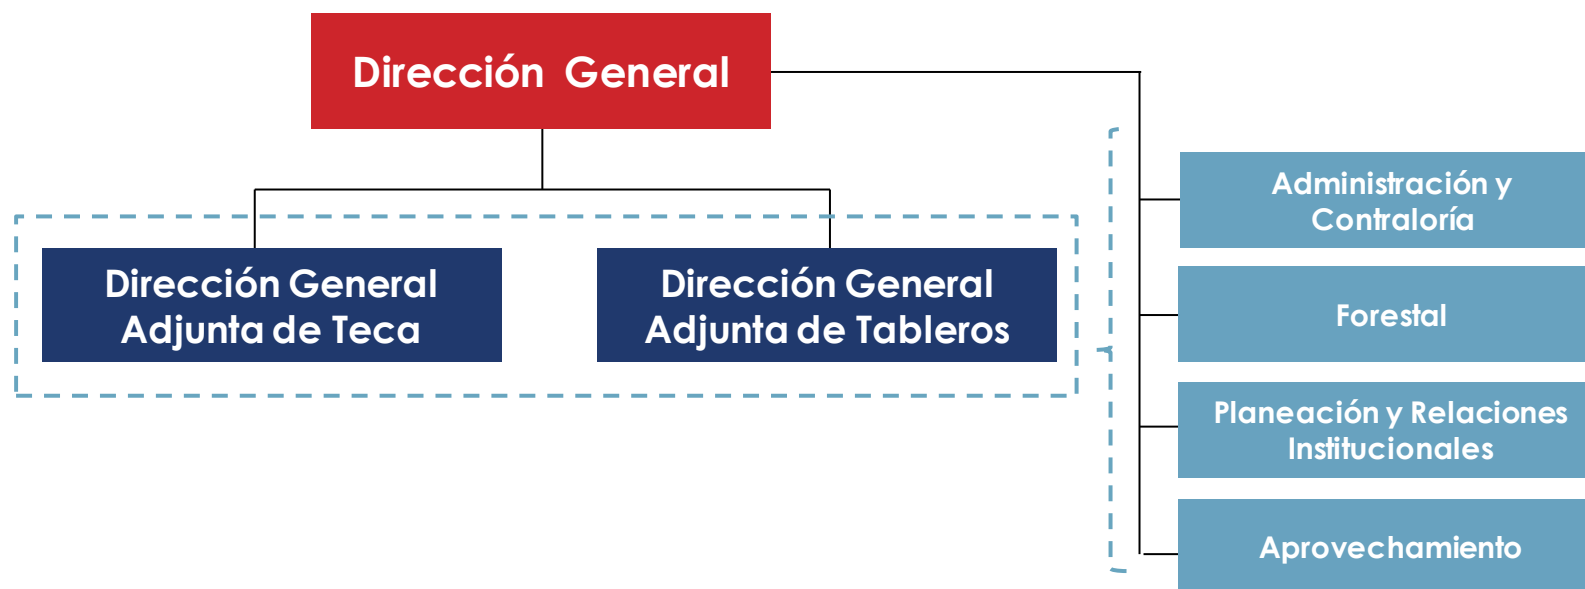 Dirección General
Dirección General
Adjunta de Teca
Dirección General
Adjunta de Tableros
Administración y
Contraloría
Forestal
Planeación y Relaciones
Institucionales
Aprovechamiento